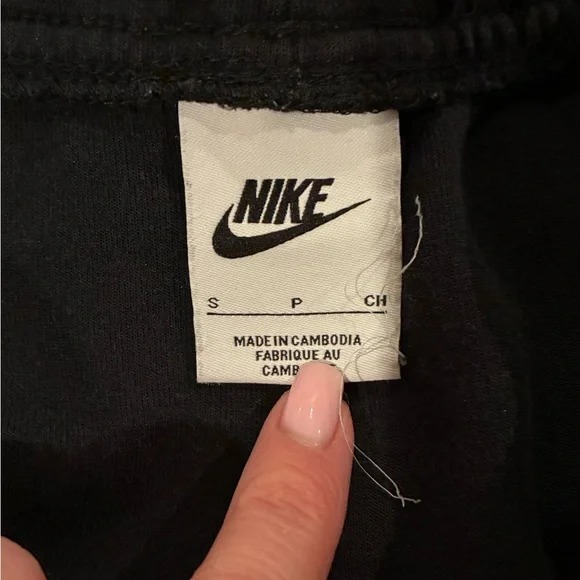 NIKE
S P CH
MADE IN CAMBODIA
FABRIQUE AU